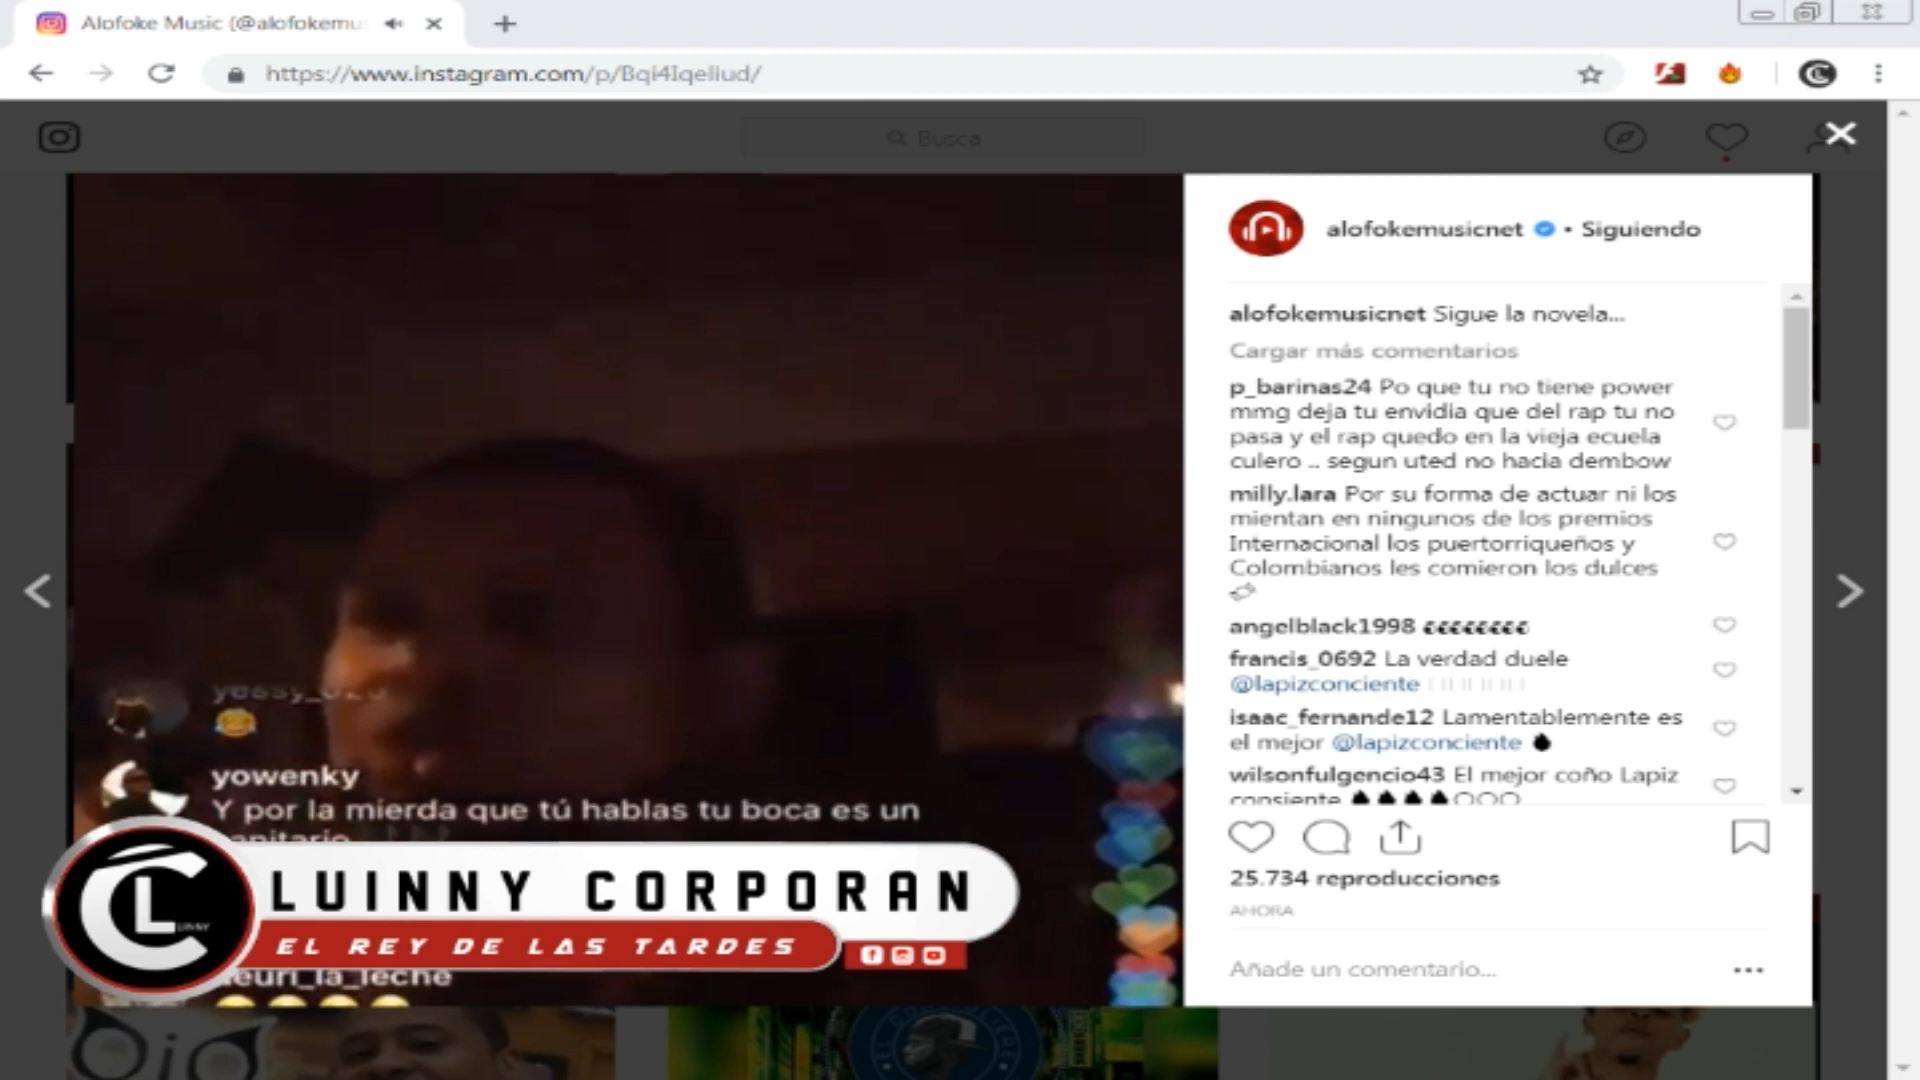 Alofoke Music (@alofokemu
https://www.instagram.com/p/Bqi4Iqeliud/
Busca
alofokemusicnet • Siguiendo
alofokemusicnet Sigue la novela...
Cargar más comentarios
p_barinas24 Po que tu no tiene power
mmg deja tu envidia que del rap tu no
pasa y el rap quedo en la vieja ecuela
culero .. segun uted no hacia dembow
milly.lara Por su forma de actuar ni los
mientan en ningunos de los premios
Internacional los puertorriqueños y
Colombianos les comieron los dulces
angelblack1998
francis_0692 La verdad duele
@lapizconciente
isaac_fernande12 Lamentablemente es
el mejor @lapizconciente
wilsonfulgencio43 El mejor coño Lapiz
consiente
25.734 reproducciones
AHORA
Añade un comentario...
yowenky
Y por la mierda que tú hablas tu boca es un
sanitario
LUINNY CORPORAN
EL REY DE LAS TARDES
deuri_la_leche
OJO